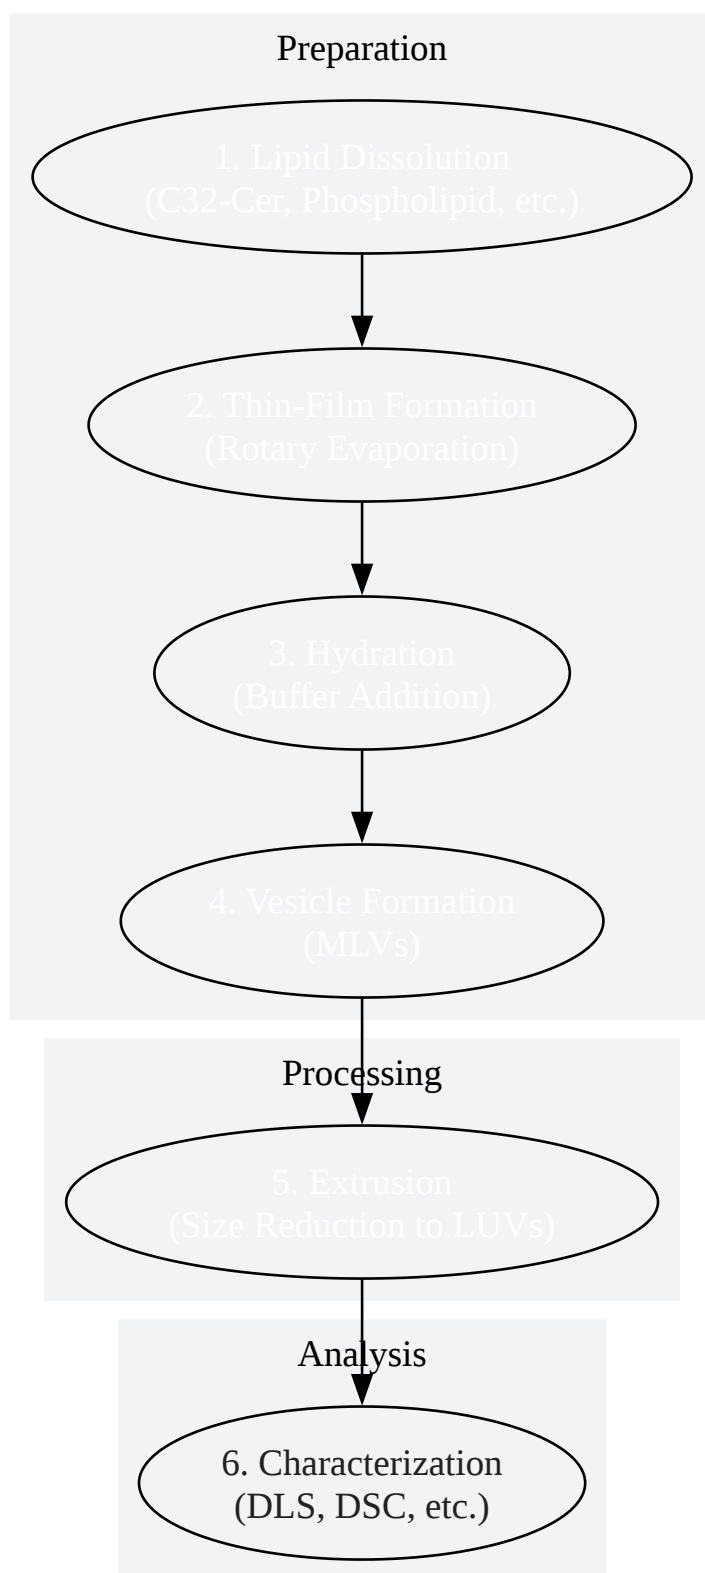 Preparation
1. Lipid Dissolution
(C32-Cer, Phospholipid, etc.)
2. Thin-Film Formation
(Rotary Evaporation)
3. Hydration
(Buffer Addition)
4. Vesicle Formation
(MLVs)
Processing
5. Extrusion
(Size Reduction to LUVs)
Analysis
6. Characterization
(DLS, DSC, etc.)